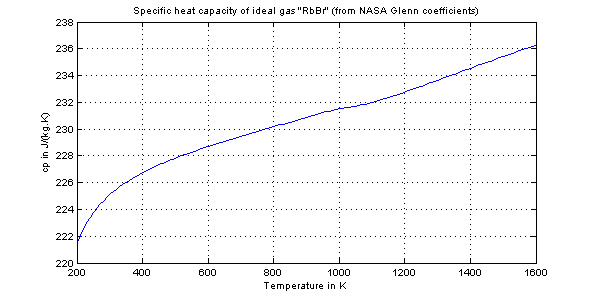 Specific heat capacity of ideal gas "RbBr" (from NASA Glenn coefficients)
238
236
234
232
230
228
226
224
222
220
cp in J/(kg.K)
200 400 600 800 1000 1200 1400 1600
Temperature in K